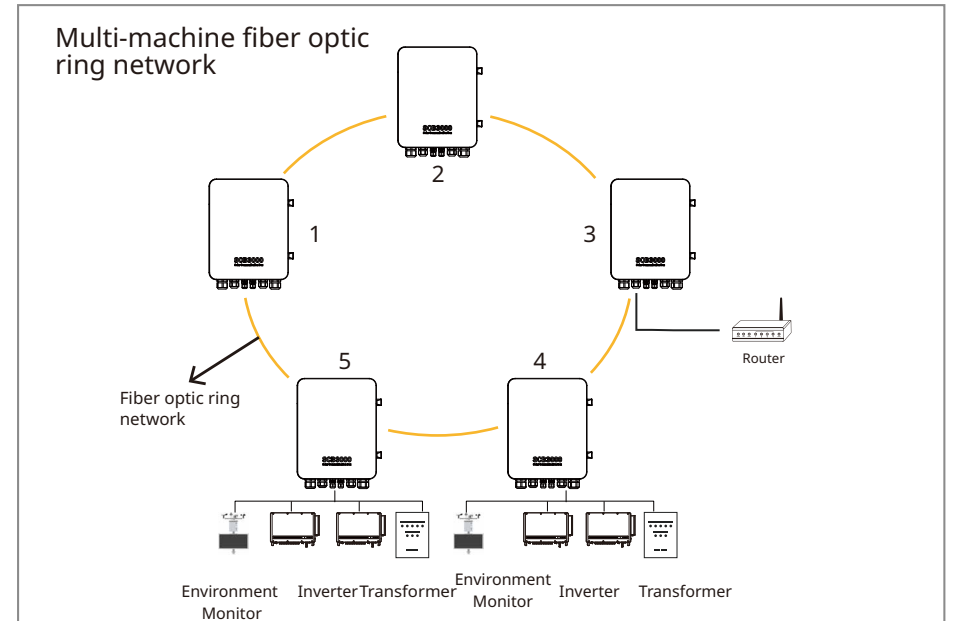 Multi-machine fiber optic
ring network
2
1
3
Router
5
4
Fiber optic ring
network
Environment
Monitor
Inverter
Transformer
Environment
Monitor
Inverter
Transformer